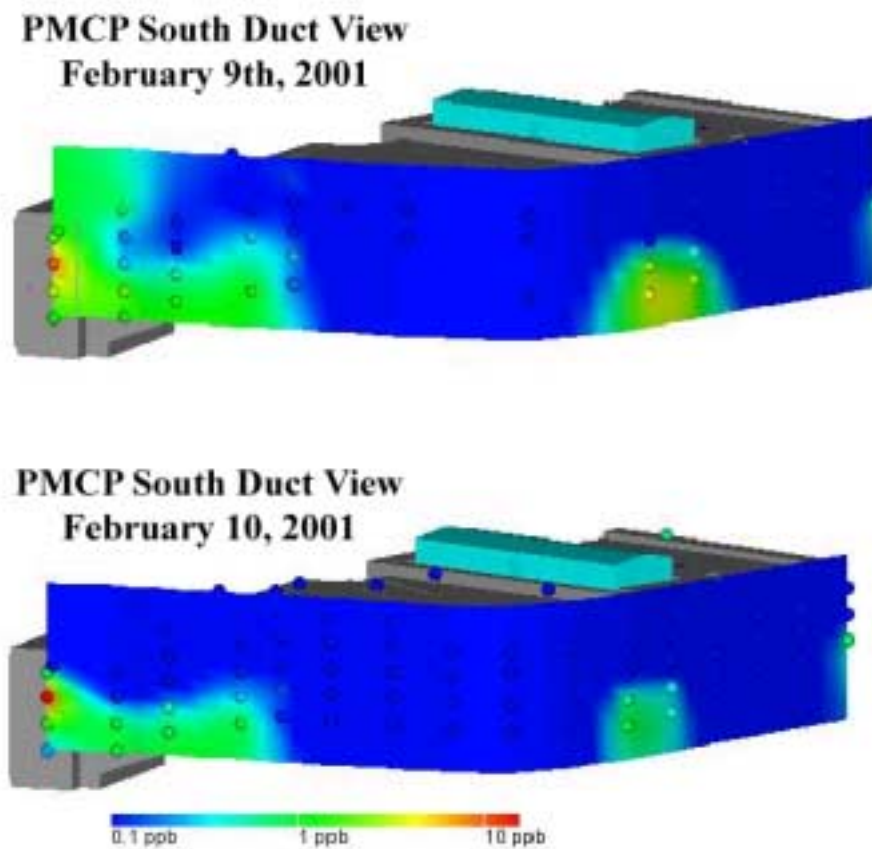 PMCP South Duct View
February 9th, 2001
PMCP South Duct View
February 10, 2001
0.1 ppb 1 ppb 10 ppb